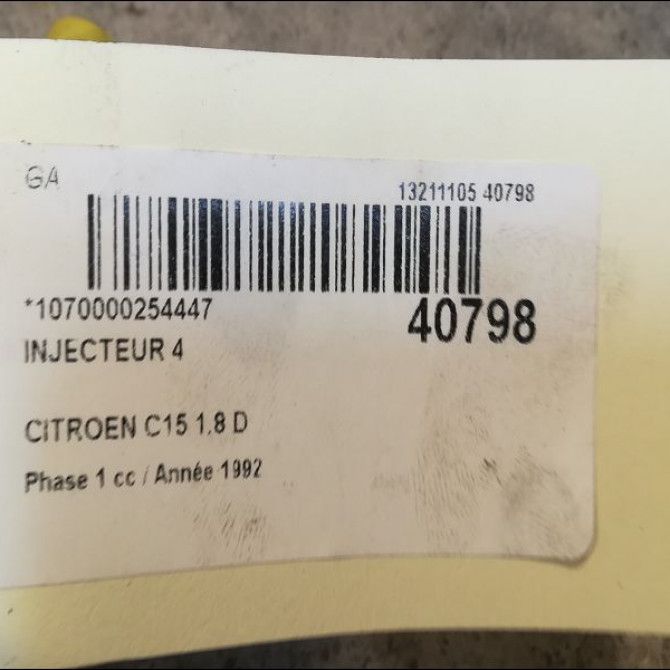 GA
13211105 40798
*1070000254447
40798
INJECTEUR 4
CITROEN C15 1.8 D
Phase 1 cc / Année 1992